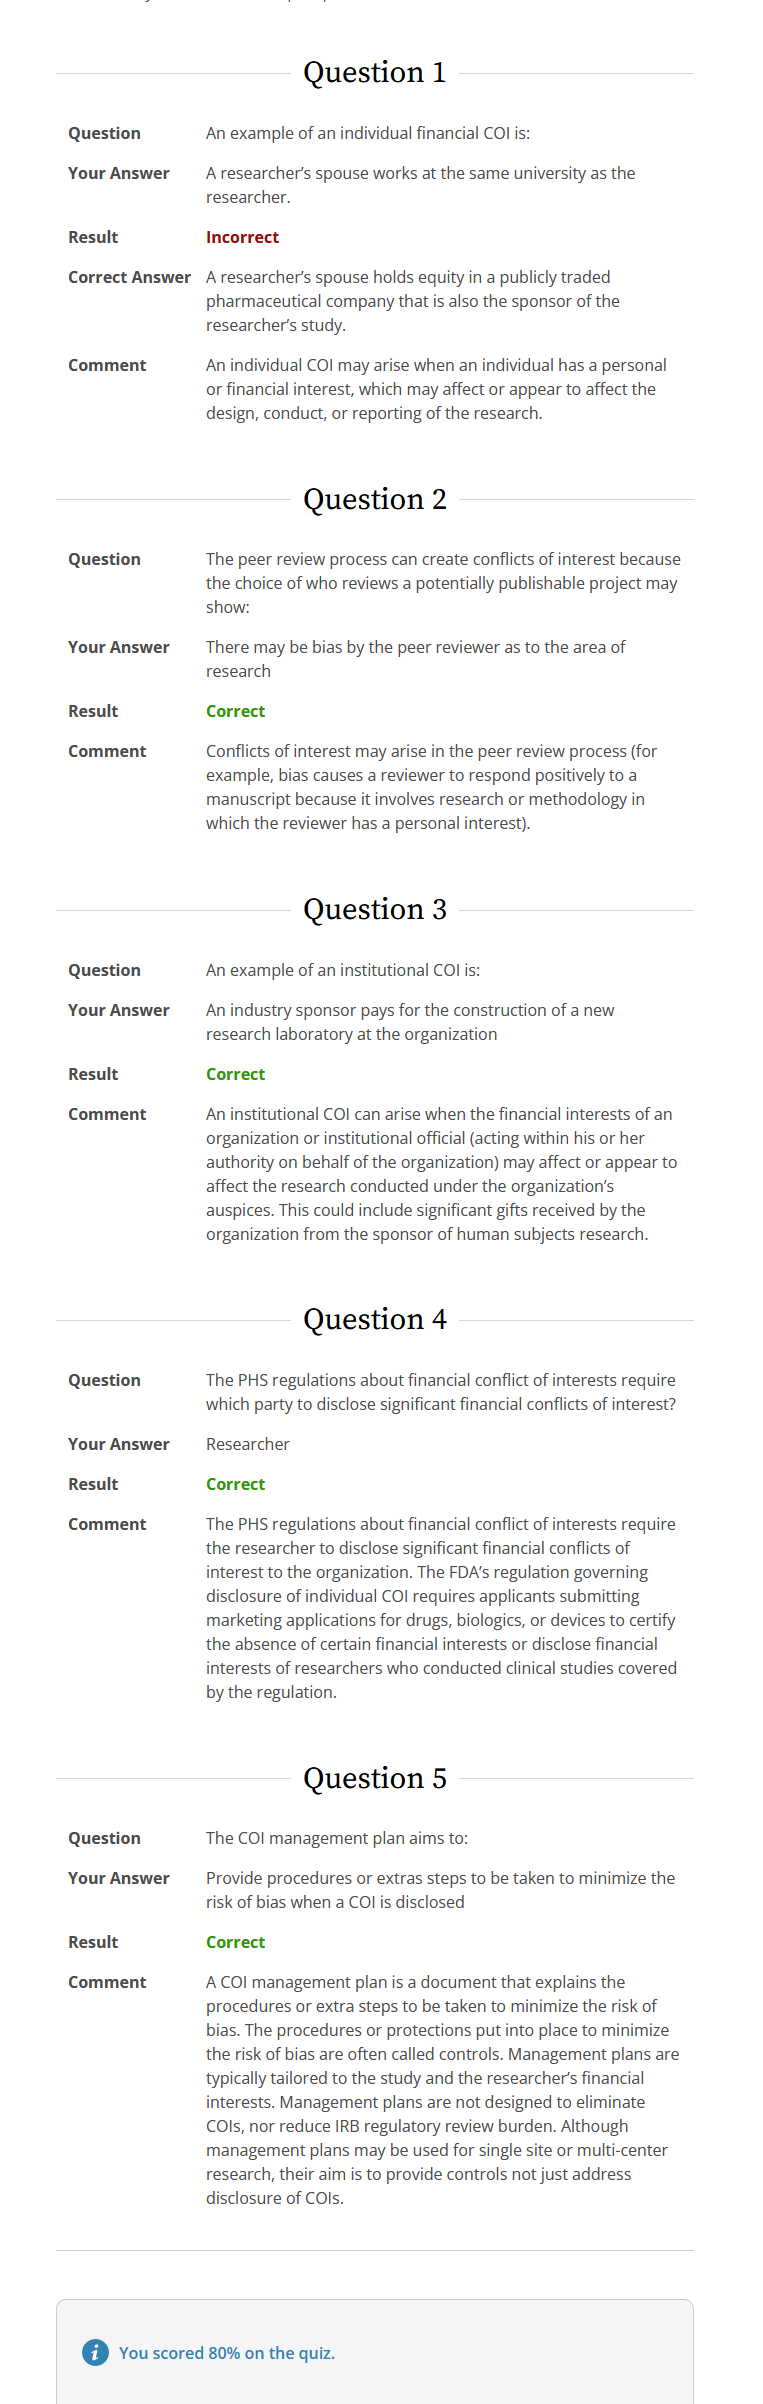 Question 1
Question An example of an individual financial COI is:
Your Answer A researcher’s spouse works at the same university as the
researcher.
Result Incorrect
Correct Answer A researcher’s spouse holds equity in a publicly traded
pharmaceutical company that is also the sponsor of the
researcher’s study.
Comment An individual COI may arise when an individual has a personal
or financial interest, which may affect or appear to affect the
design, conduct, or reporting of the research.
Question 2
Question The peer review process can create conflicts of interest because
the choice of who reviews a potentially publishable project may
show:
Your Answer There may be bias by the peer reviewer as to the area of
research
Result Correct
Comment Conflicts of interest may arise in the peer review process (for
example, bias causes a reviewer to respond positively to a
manuscript because it involves research or methodology in
which the reviewer has a personal interest).
Question 3
Question An example of an institutional COI is:
Your Answer An industry sponsor pays for the construction of a new
research laboratory at the organization
Result Correct
Comment An institutional COI can arise when the financial interests of an
organization or institutional official (acting within his or her
authority on behalf of the organization) may affect or appear to
affect the research conducted under the organization’s
auspices. This could include significant gifts received by the
organization from the sponsor of human subjects research.
Question 4
Question The PHS regulations about financial conflict of interests require
which party to disclose significant financial conflicts of interest?
Your Answer Researcher
Result Correct
Comment The PHS regulations about financial conflict of interests require
the researcher to disclose significant financial conflicts of
interest to the organization. The FDA’s regulation governing
disclosure of individual COI requires applicants submitting
marketing applications for drugs, biologics, or devices to certify
the absence of certain financial interests or disclose financial
interests of researchers who conducted clinical studies covered
by the regulation.
Question 5
Question The COI management plan aims to:
Your Answer Provide procedures or extras steps to be taken to minimize the
risk of bias when a COI is disclosed
Result Correct
Comment A COI management plan is a document that explains the
procedures or extra steps to be taken to minimize the risk of
bias. The procedures or protections put into place to minimize
the risk of bias are often called controls. Management plans are
typically tailored to the study and the researcher’s financial
interests. Management plans are not designed to eliminate
COIs, nor reduce IRB regulatory review burden. Although
management plans may be used for single site or multi-center
research, their aim is to provide controls not just address
disclosure of COIs.
You scored 80% on the quiz.